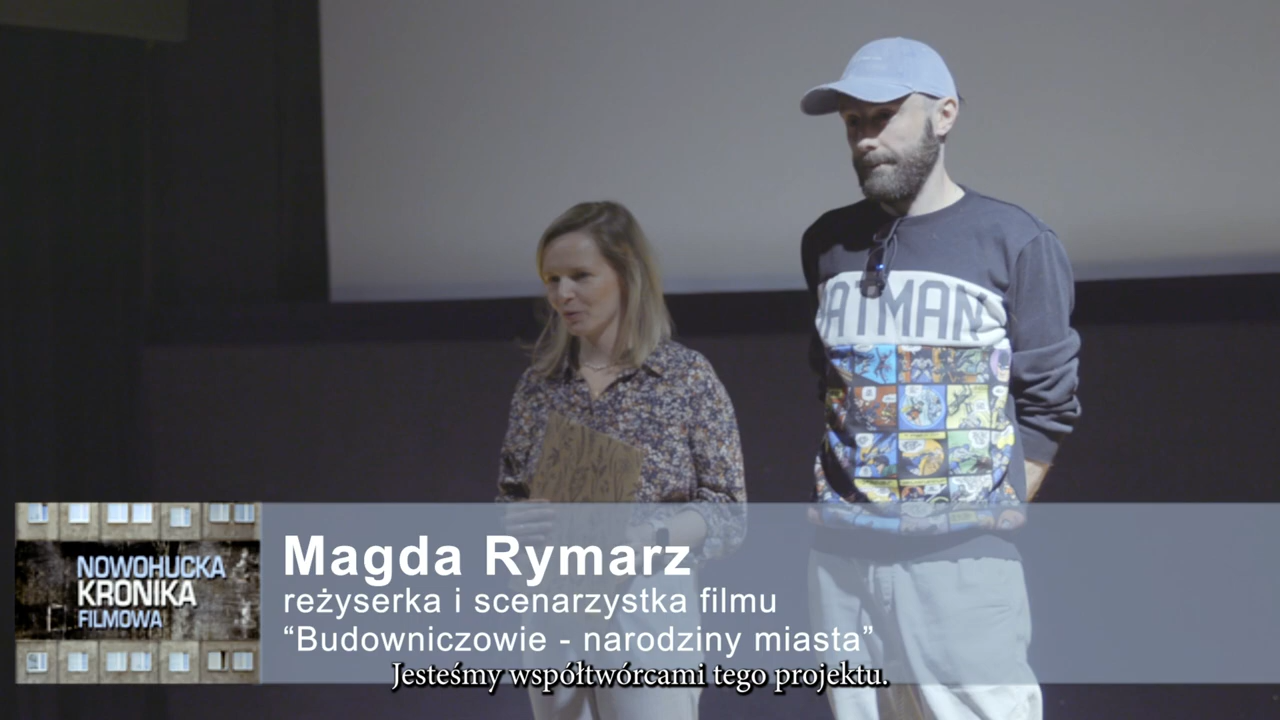 BATMAN
NOWOHUCKA
KRONIKA
FILMOWA
Magda Rymarz
reżyserka i scenarzystka filmu
“Budowniczowie - narodziny miasta”
Jesteśmy współtwórcami tego projektu.